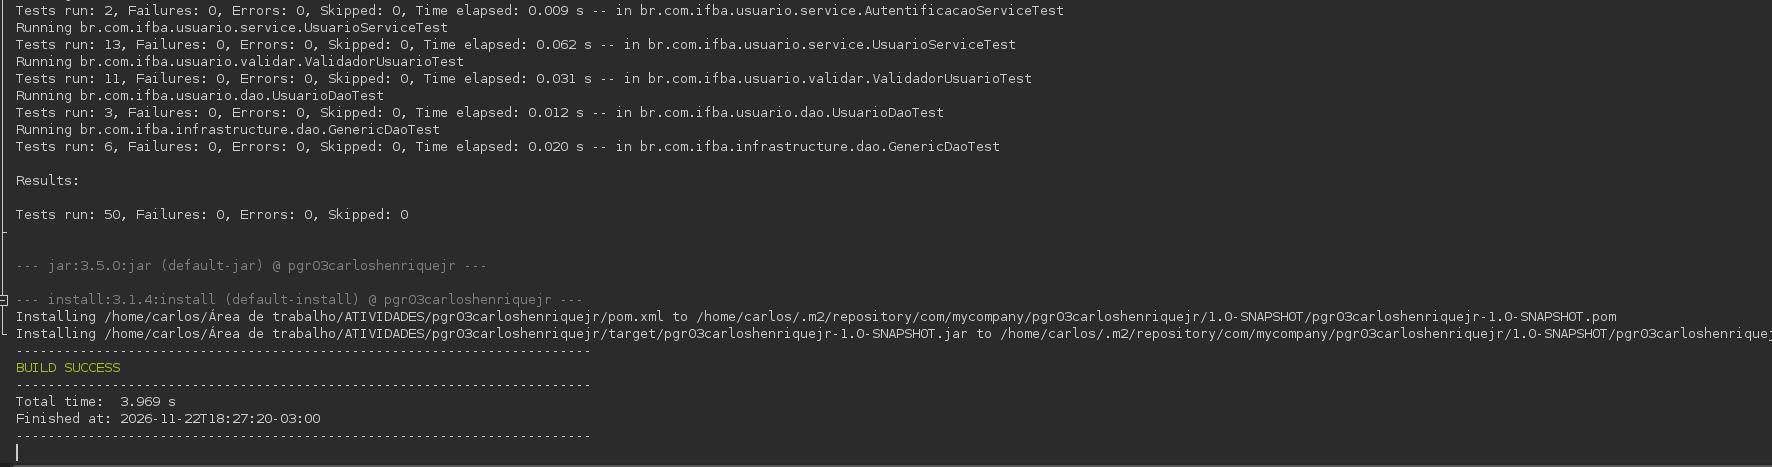 Tests run: 2, Failures: 0, Errors: 0, Skipped: 0, Time elapsed: 0.009 s -- in br.com.ifba.usuario.service.AutentificacaoServiceTest
Running br.com.ifba.usuario.service.UsuarioServiceTest
Tests run: 13, Failures: 0, Errors: 0, Skipped: 0, Time elapsed: 0.062 s -- in br.com.ifba.usuario.service.UsuarioServiceTest
Running br.com.ifba.usuario.validar.ValidadorUsuarioTest
Tests run: 11, Failures: 0, Errors: 0, Skipped: 0, Time elapsed: 0.031 s -- in br.com.ifba.usuario.validar.ValidadorUsuarioTest
Running br.com.ifba.usuario.dao.UsuarioDaoTest
Tests run: 3, Failures: 0, Errors: 0, Skipped: 0, Time elapsed: 0.012 s -- in br.com.ifba.usuario.dao.UsuarioDaoTest
Running br.com.ifba.infrastructure.dao.GenericDaoTest
Tests run: 6, Failures: 0, Errors: 0, Skipped: 0, Time elapsed: 0.020 s -- in br.com.ifba.infrastructure.dao.GenericDaoTest
Results:
Tests run: 50, Failures: 0, Errors: 0, Skipped: 0
--- jar:3.5.0:jar (default-jar) @ pgr03carloshenriquejr ---
--- install:3.1.4:install (default-install) @ pgr03carloshenriquejr ---
Installing /home/carlos/Área de trabalho/ATIVIDADES/pgr03carloshenriquejr/pom.xml to /home/carlos/.m2/repository/com/mycompany/pgr03carloshenriquejr/1.0-SNAPSHOT/pgr03carloshenriquejr-1.0-SNAPSHOT.pom
Installing /home/carlos/Área de trabalho/ATIVIDADES/pgr03carloshenriquejr/target/pgr03carloshenriquejr-1.0-SNAPSHOT.jar to /home/carlos/.m2/repository/com/mycompany/pgr03carloshenriquejr/1.0-SNAPSHOT/pgr03carloshenriquej
------------------------------------------------------------------------
BUILD SUCCESS
------------------------------------------------------------------------
Total time:  3.969 s
Finished at: 2026-11-22T18:27:20-03:00
------------------------------------------------------------------------